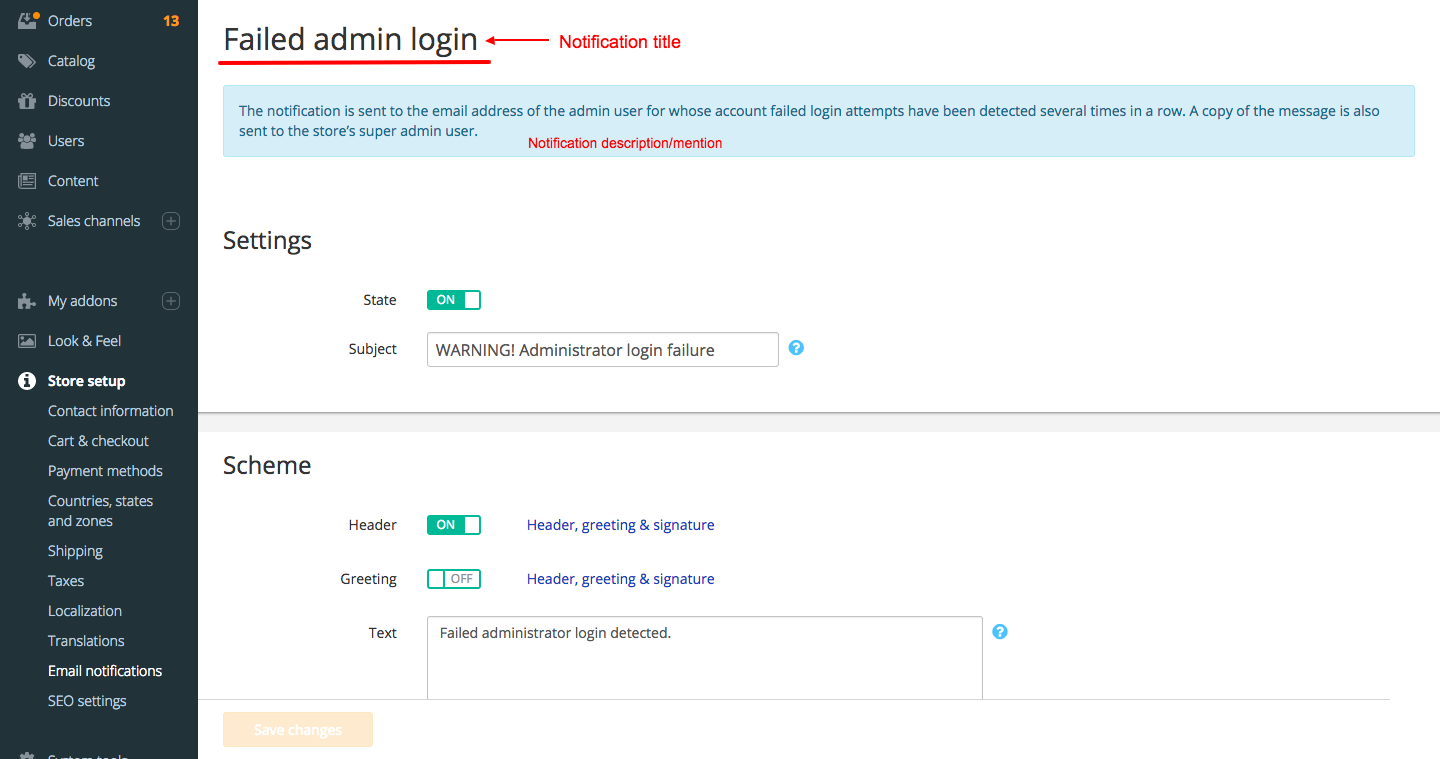 Orders 13
Catalog
Discounts
Users
Content
Sales channels
My addons
Look & Feel
Store setup
Contact information
Cart & checkout
Payment methods
Countries, states
and zones
Shipping
Taxes
Localization
Translations
Email notifications
SEO settings
System tools
Failed admin login
Notification title
The notification is sent to the email address of the admin user for whose account failed login attempts have been detected several times in a row. A copy of the message is also
sent to the store’s super admin user.
Notification description/mention
Settings
State ON
Subject WARNING! Administrator login failure ?
Scheme
Header ON Header, greeting & signature
Greeting OFF Header, greeting & signature
Text Failed administrator login detected. ?
Save changes